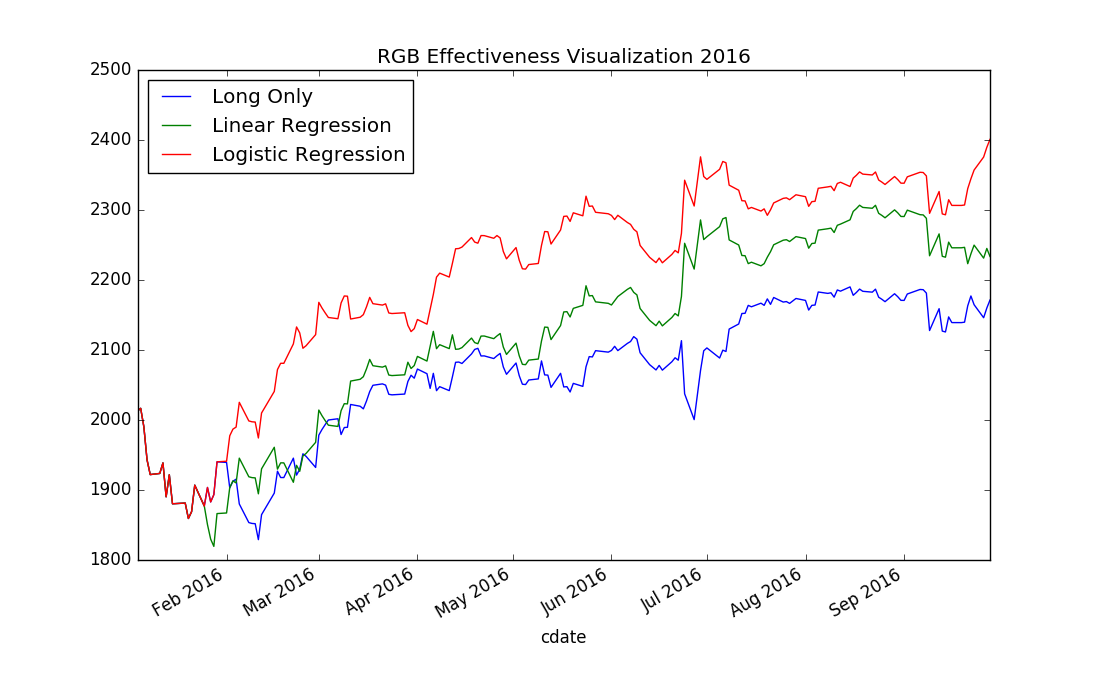 RGB Effectiveness Visualization 2016
2500
2400
2300
2200
2100
2000
1900
1800
Long Only
Linear Regression
Logistic Regression
Feb 2016
Mar 2016
Apr 2016
May 2016
Jun 2016
Jul 2016
Aug 2016
Sep 2016
cdate